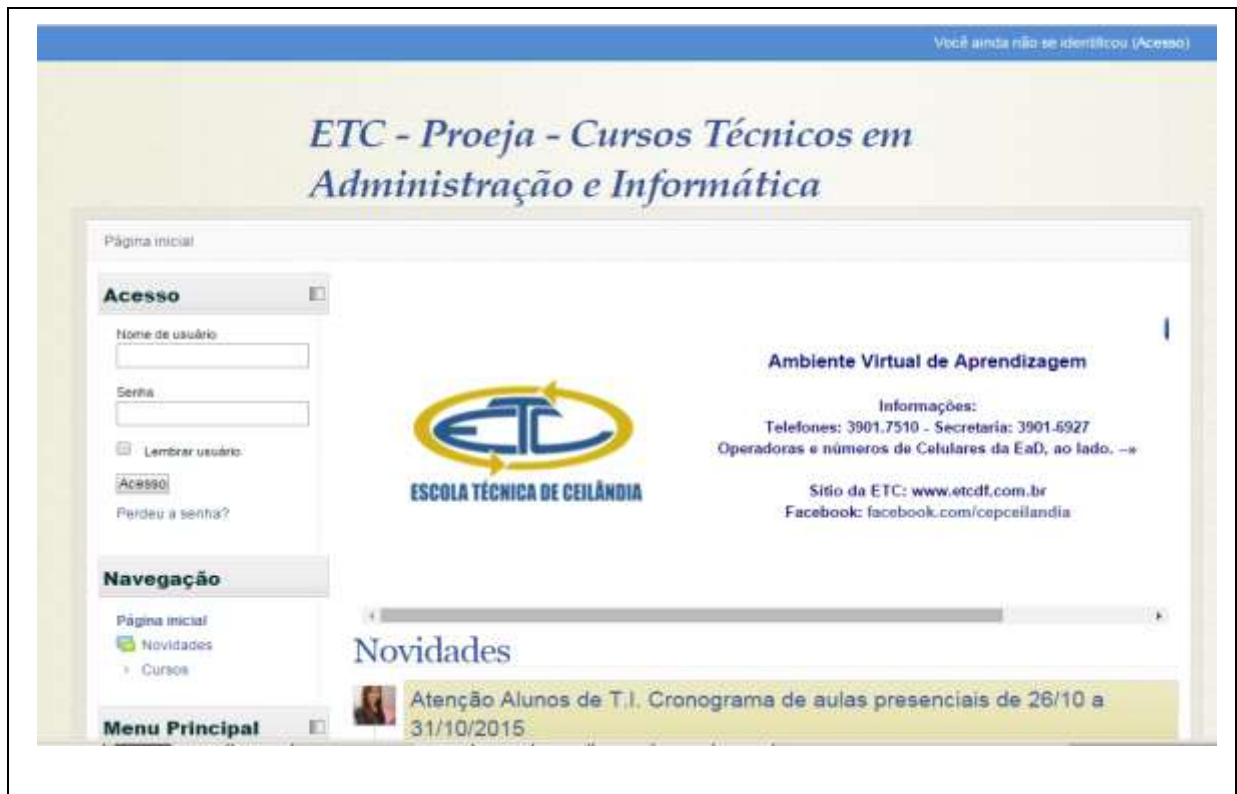 Você ainda não se identificou (Acesso)
ETC - Proeja - Cursos Técnicos em
Administração e Informática
Página inicial
Acesso
Nome de usuário
Senha
Lembrar usuário
Acesso
Perdeu a senha?
Navegação
Página inicial
Novidades
Cursos
Menu Principal
ETC
ESCOLA TÉCNICA DE CEILÂNDIA
Ambiente Virtual de Aprendizagem
Informações:
Telefones: 3901.7510 - Secretaria: 3901-6927
Operadoras e números de Celulares da EaD, ao lado. --»
Sítio da ETC: www.etcdf.com.br
Facebook: facebook.com/cepceilandia
Novidades
Atenção Alunos de T.I. Cronograma de aulas presenciais de 26/10 a
31/10/2015